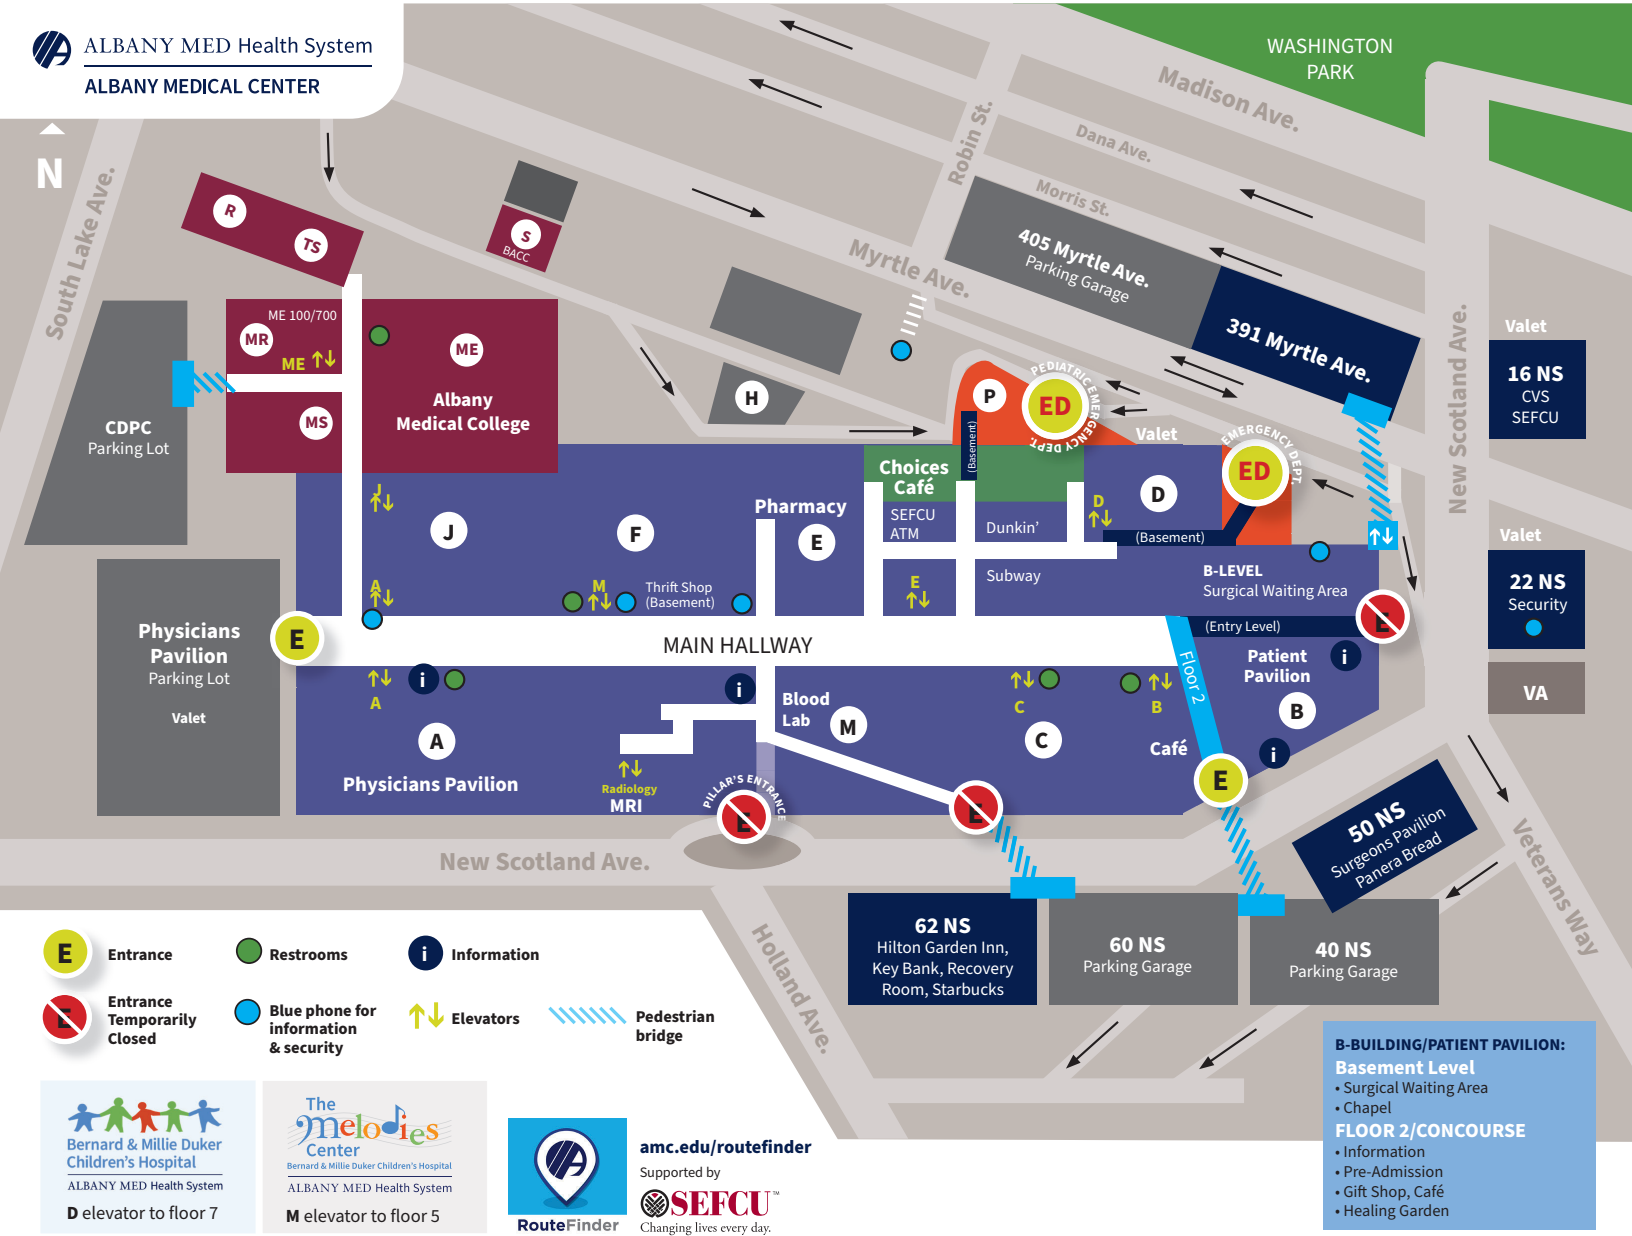 ALBANY MED Health System
ALBANY MEDICAL CENTER
N
WASHINGTON
PARK
Madison Ave.
Dana Ave.
Morris St.
Robin St.
Myrtle Ave.
South Lake Ave.
New Scotland Ave.
405 Myrtle Ave.
Parking Garage
391 Myrtle Ave.
R
TS
S
BACC
ME 100/700
MR
ME
ME
MS
Albany
Medical College
CDPC
Parking Lot
H
P
(Basement)
PEDIATRIC EMERGENCY DEPT.
ED
Valet
EMERGENCY DEPT.
ED
Valet
16 NS
CVS
SEFCU
Valet
22 NS
Security
VA
J
F
Pharmacy
E
Choices
Café
SEFCU
ATM
Dunkin’
Subway
D
D
(Basement)
A
M
Thrift Shop
(Basement)
E
B-LEVEL
Surgical Waiting Area
(Entry Level)
E
Physicians
Pavilion
Parking Lot
Valet
E
MAIN HALLWAY
Floor 2
Patient
Pavilion
i
B
i
A
i
A
Physicians Pavilion
i
Blood
Lab
M
Radiology
MRI
C
C
B
Café
E
PILLAR’S ENTRANCE
E
E
New Scotland Ave.
50 NS
Surgeons Pavilion
Panera Bread
Veterans Way
Holland Ave.
62 NS
Hilton Garden Inn,
Key Bank, Recovery
Room, Starbucks
60 NS
Parking Garage
40 NS
Parking Garage
E
Entrance
Restrooms
i
Information
E
Entrance
Temporarily
Closed
Blue phone for
information
& security
Elevators
Pedestrian
bridge
Bernard & Millie Duker
Children’s Hospital
ALBANY MED Health System
D elevator to floor 7
The
melodies
Center
Bernard & Millie Duker Children’s Hospital
ALBANY MED Health System
M elevator to floor 5
RouteFinder
amc.edu/routefinder
Supported by
SEFCU™
Changing lives every day.
B-BUILDING/PATIENT PAVILION:
Basement Level
• Surgical Waiting Area
• Chapel
FLOOR 2/CONCOURSE
• Information
• Pre-Admission
• Gift Shop, Café
• Healing Garden